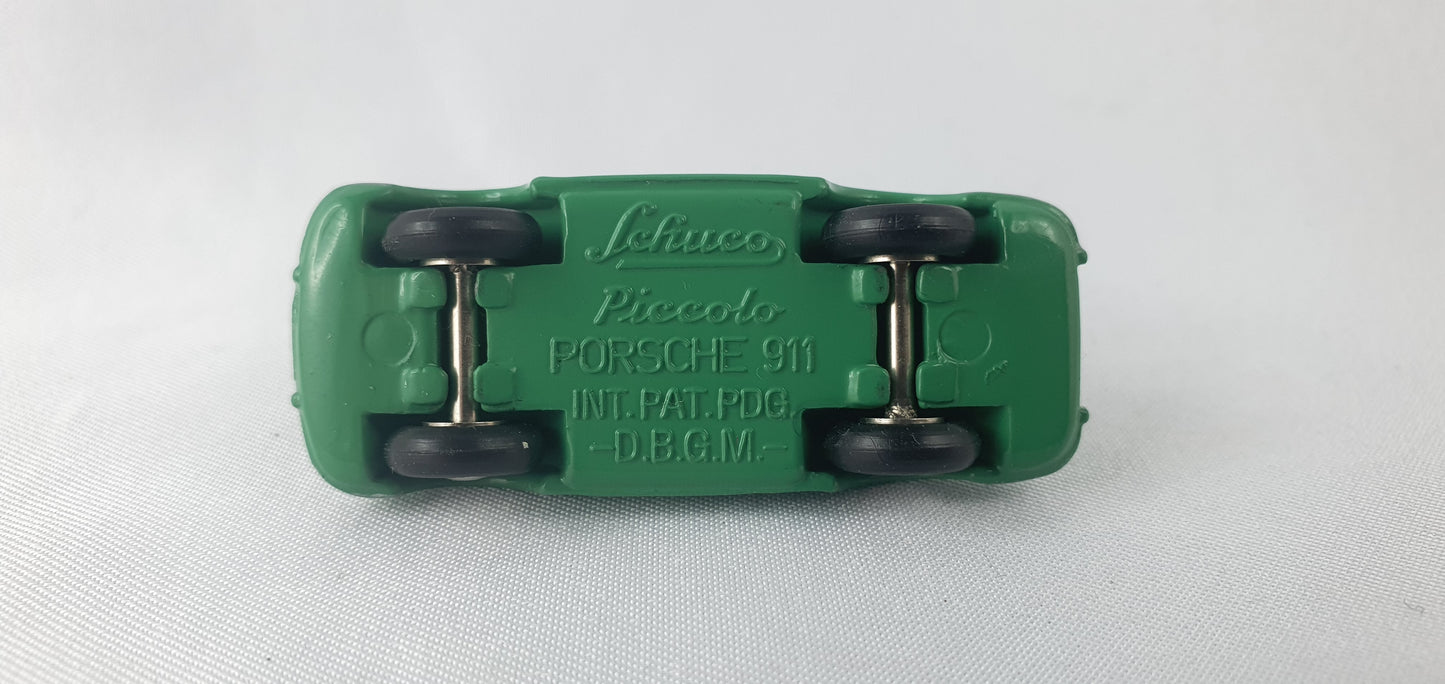 Schuco
Piccolo
PORSCHE 911
INT. PAT. PDG.
-D.B.G.M.-